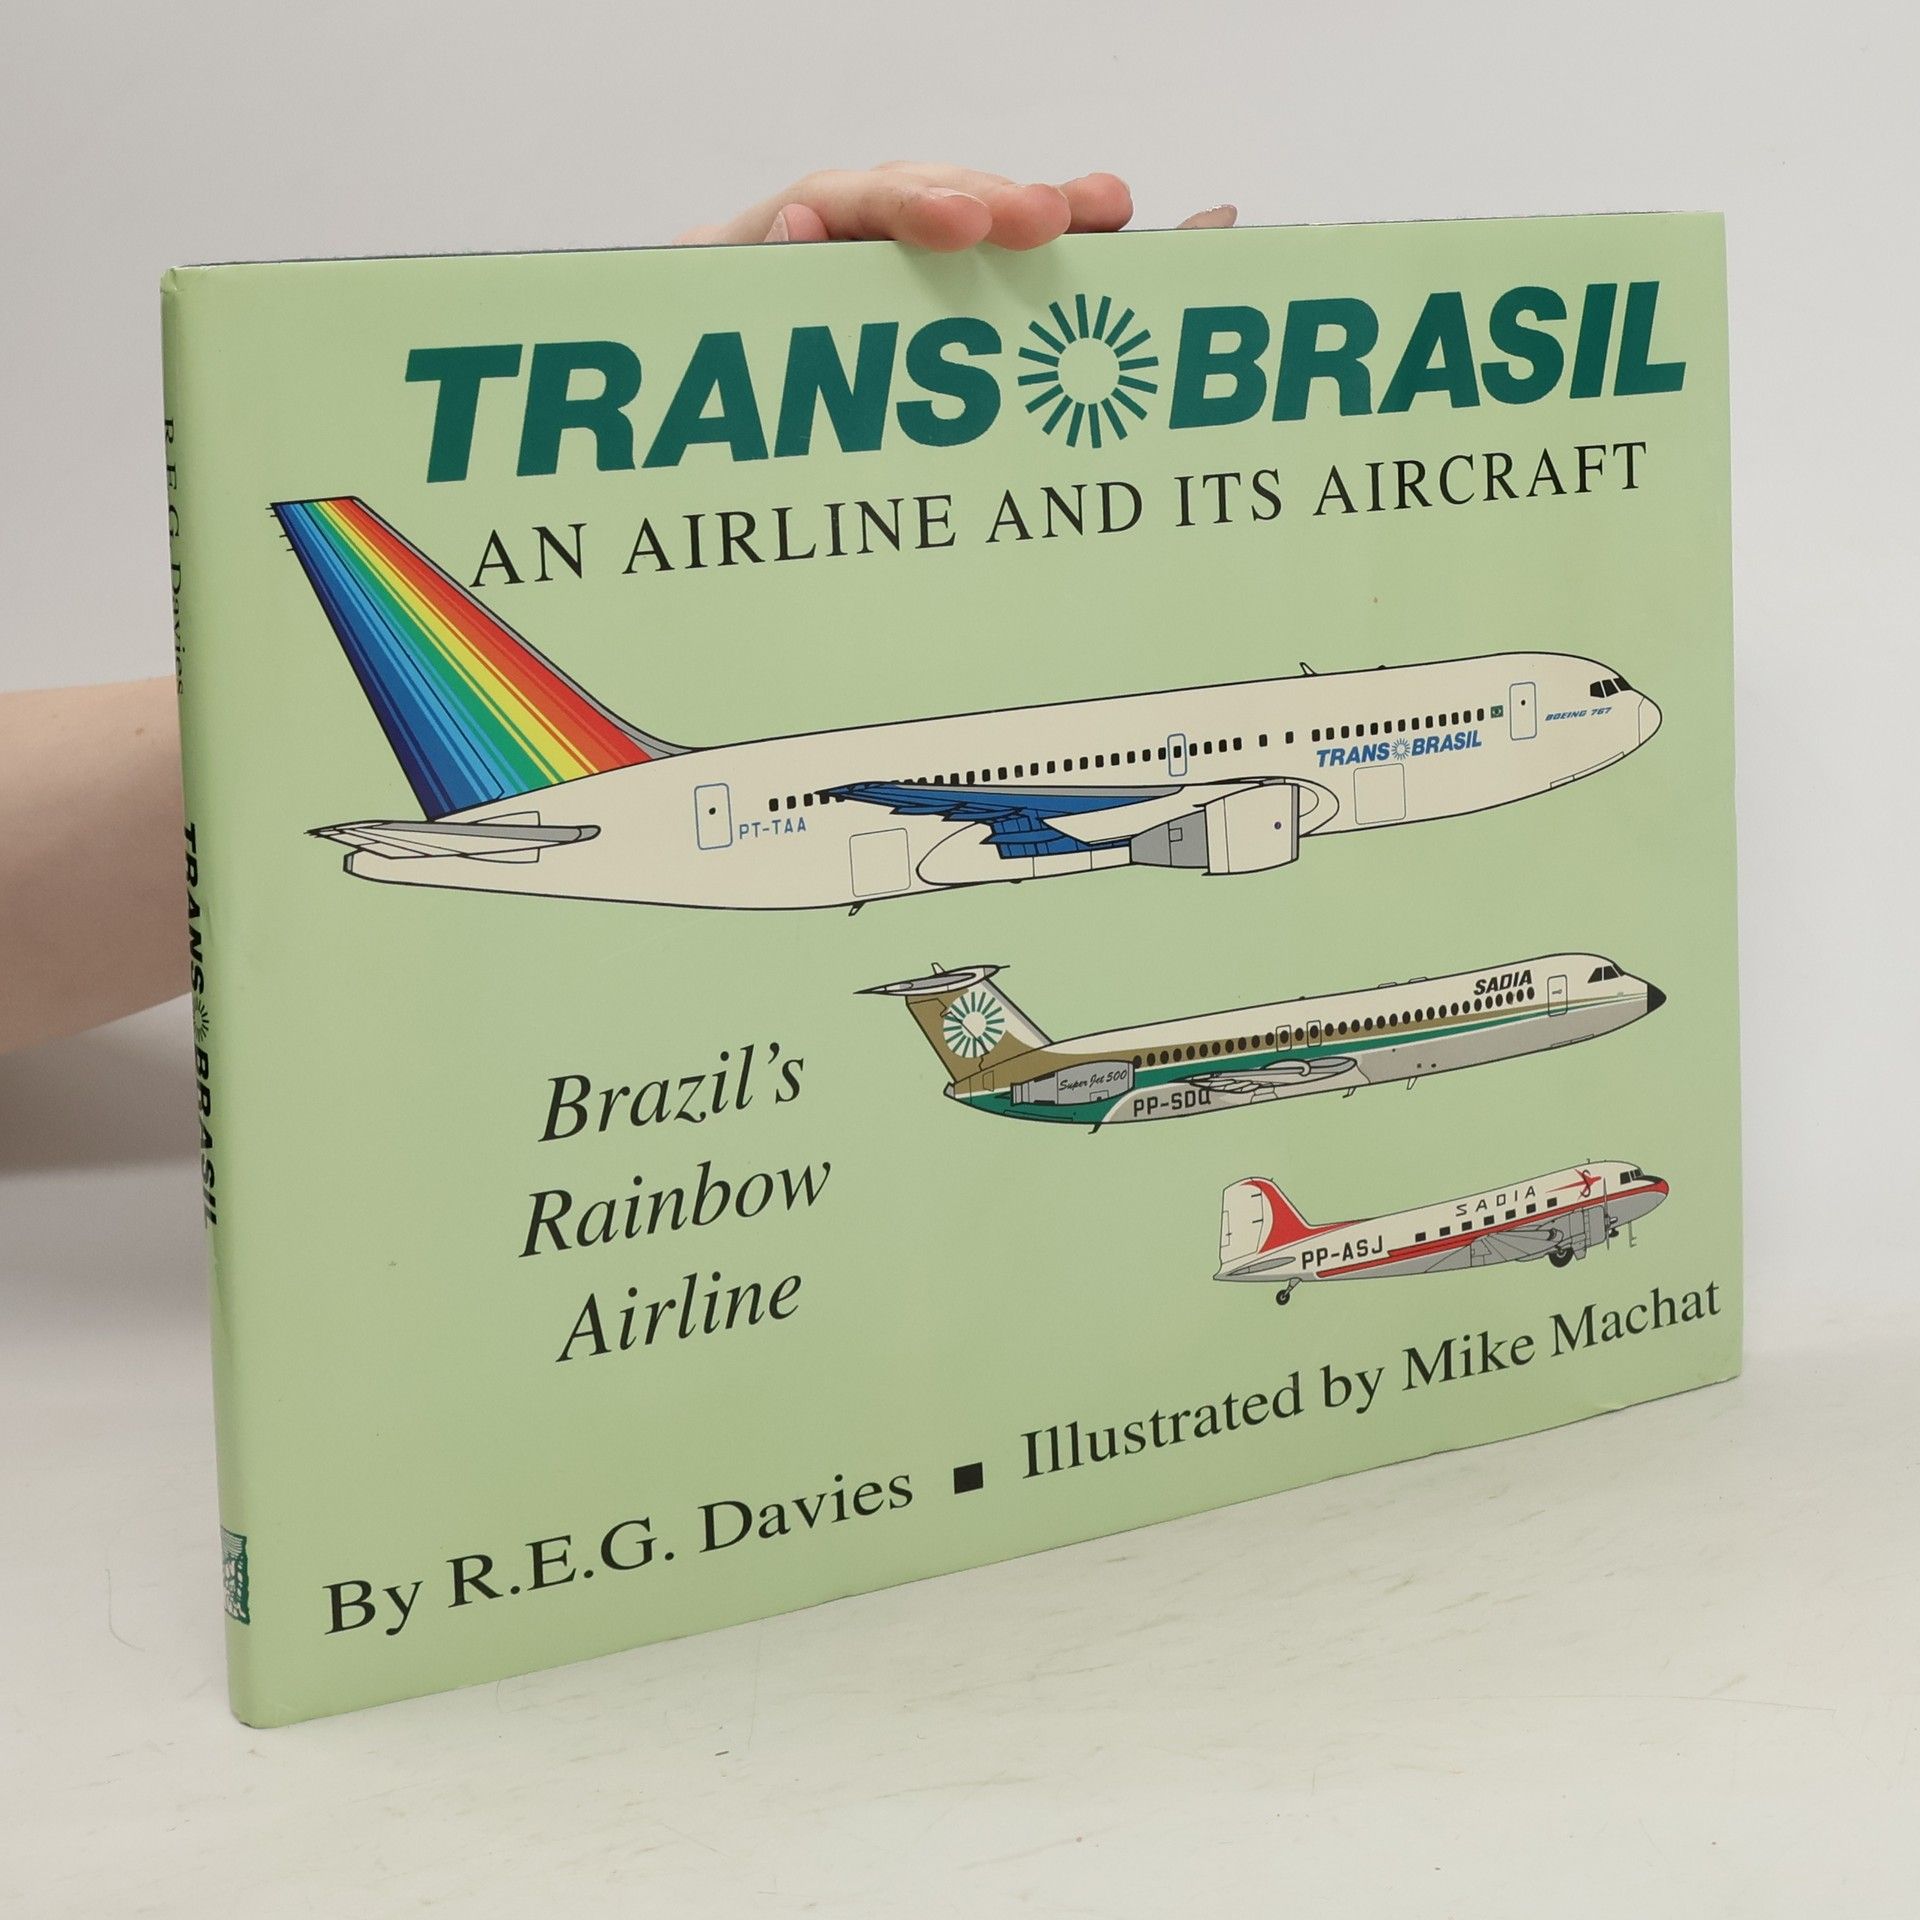 TRANS BRASIL
AN AIRLINE AND ITS AIRCRAFT
BOEING 767
TRANS BRASIL
PT-TAA
SADIA
Super Jet 500
PP-SDQ
SADIA
PP-ASJ
Brazil's
Rainbow
Airline
By R.E.G. Davies ■ Illustrated by Mike Machat
R.E.G. Davies
TRANS BRASIL